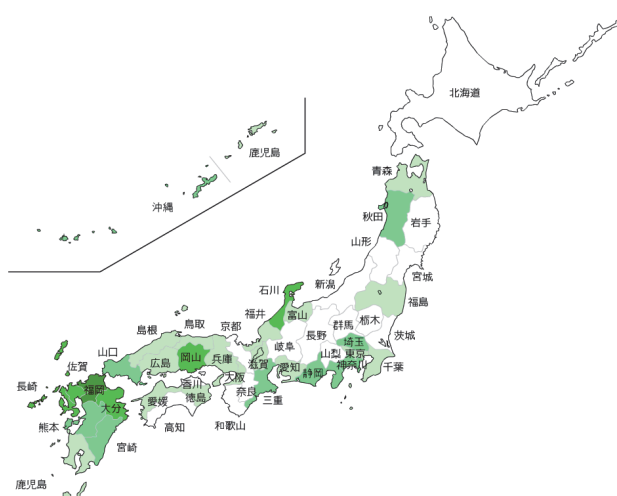 北海道
鹿児島
青森
沖縄
秋田
岩手
山形
石川
新潟
宮城
福島
福井
富山
鳥取
島根
京都
長野
群馬
栃木
茨城
岐阜
山梨
埼玉
東京
山口
広島
岡山
兵庫
滋賀
愛知
静岡
神奈川
千葉
佐賀
大阪
長崎
福岡
香川
奈良
愛媛
徳島
三重
大分
高知
和歌山
熊本
宮崎
鹿児島